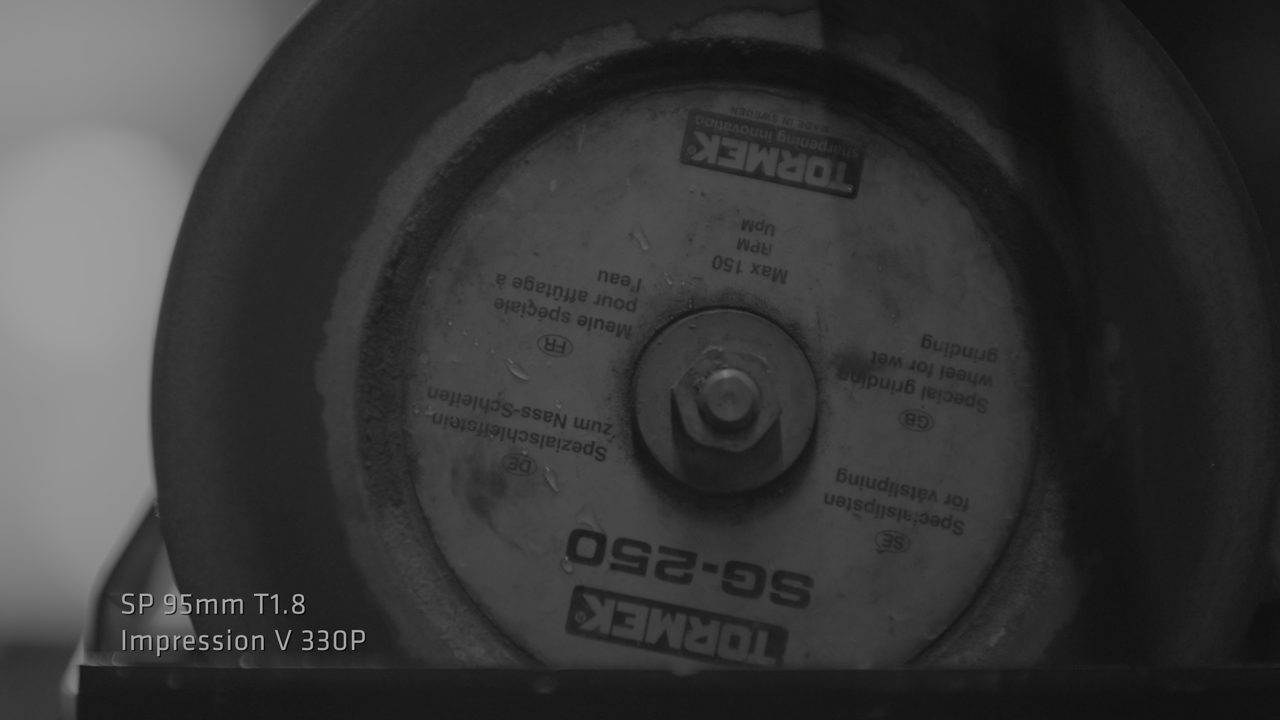 TORMEK®
SG-250
SE
Specialslipsten
för våtslipning
GB
Special grinding
wheel for wet
grinding
DE
Spezialschleifstein
zum Nass-Schleifen
FR
Meule spéciale
pour affûtage à
l'eau
Max 150
RPM
UpM
TORMEK®
sharpening innovation
MADE IN SWEDEN
SP 95mm T1.8
Impression V 330P